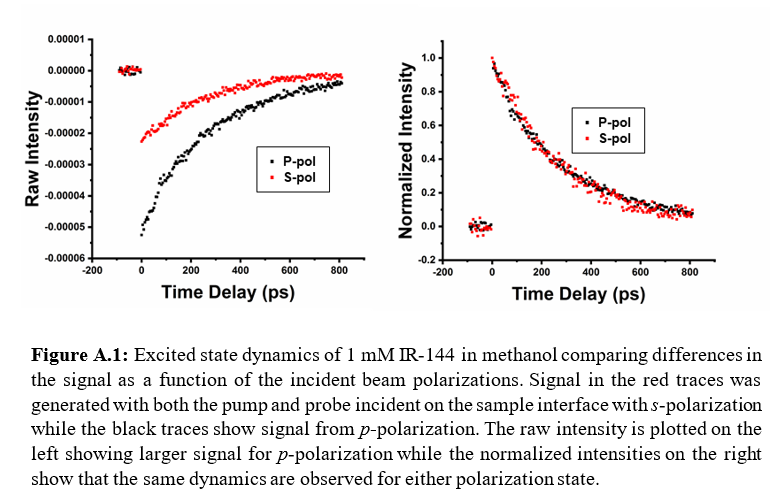 0.00001
0.00000
-0.00001
-0.00002
-0.00003
-0.00004
-0.00005
-0.00006
Raw Intensity
P-pol
S-pol
-200 0 200 400 600 800
Time Delay (ps)
1.0
0.8
0.6
0.4
0.2
0.0
-0.2
Normalized Intensity
P-pol
S-pol
-200 0 200 400 600 800
Time Delay (ps)
Figure A.1: Excited state dynamics of 1 mM IR-144 in methanol comparing differences in
the signal as a function of the incident beam polarizations. Signal in the red traces was
generated with both the pump and probe incident on the sample interface with s-polarization
while the black traces show signal from p-polarization. The raw intensity is plotted on the
left showing larger signal for p-polarization while the normalized intensities on the right
show that the same dynamics are observed for either polarization state.